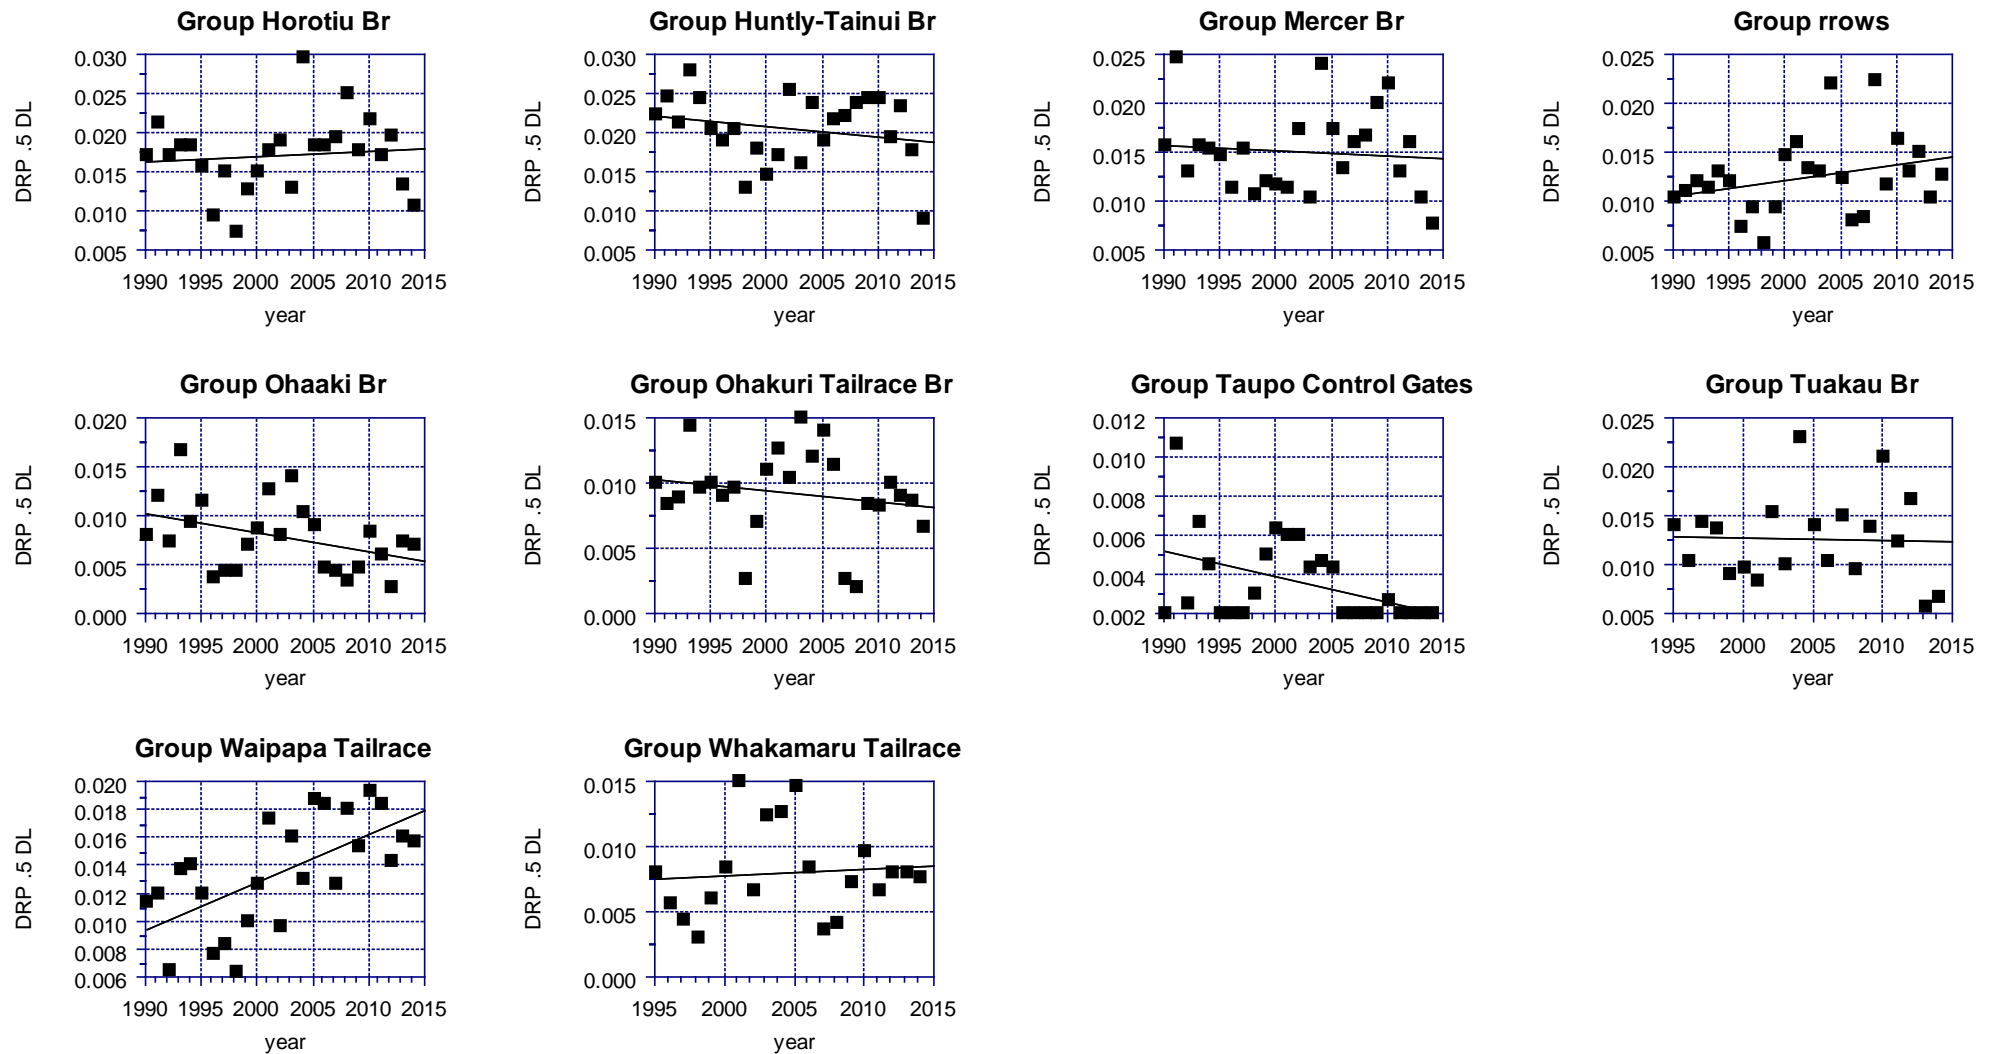 Group Horotiu Br
Group Huntly-Tainui Br
Group Mercer Br
Group rrows
DRP .5 DL
0.030
0.025
0.020
0.015
0.010
0.005
1990 1995 2000 2005 2010 2015
year
DRP .5 DL
0.030
0.025
0.020
0.015
0.010
0.005
1990 1995 2000 2005 2010 2015
year
DRP .5 DL
0.025
0.020
0.015
0.010
0.005
1990 1995 2000 2005 2010 2015
year
DRP .5 DL
0.025
0.020
0.015
0.010
0.005
1990 1995 2000 2005 2010 2015
year
Group Ohaaki Br
Group Ohakuri Tailrace Br
Group Taupo Control Gates
Group Tuakau Br
DRP .5 DL
0.020
0.015
0.010
0.005
0.000
1990 1995 2000 2005 2010 2015
year
DRP .5 DL
0.015
0.010
0.005
0.000
1990 1995 2000 2005 2010 2015
year
DRP .5 DL
0.012
0.010
0.008
0.006
0.004
0.002
1990 1995 2000 2005 2010 2015
year
DRP .5 DL
0.025
0.020
0.015
0.010
0.005
1995 2000 2005 2010 2015
year
Group Waipapa Tailrace
Group Whakamaru Tailrace
DRP .5 DL
0.020
0.018
0.016
0.014
0.012
0.010
0.008
0.006
1990 1995 2000 2005 2010 2015
year
DRP .5 DL
0.015
0.010
0.005
0.000
1995 2000 2005 2010 2015
year